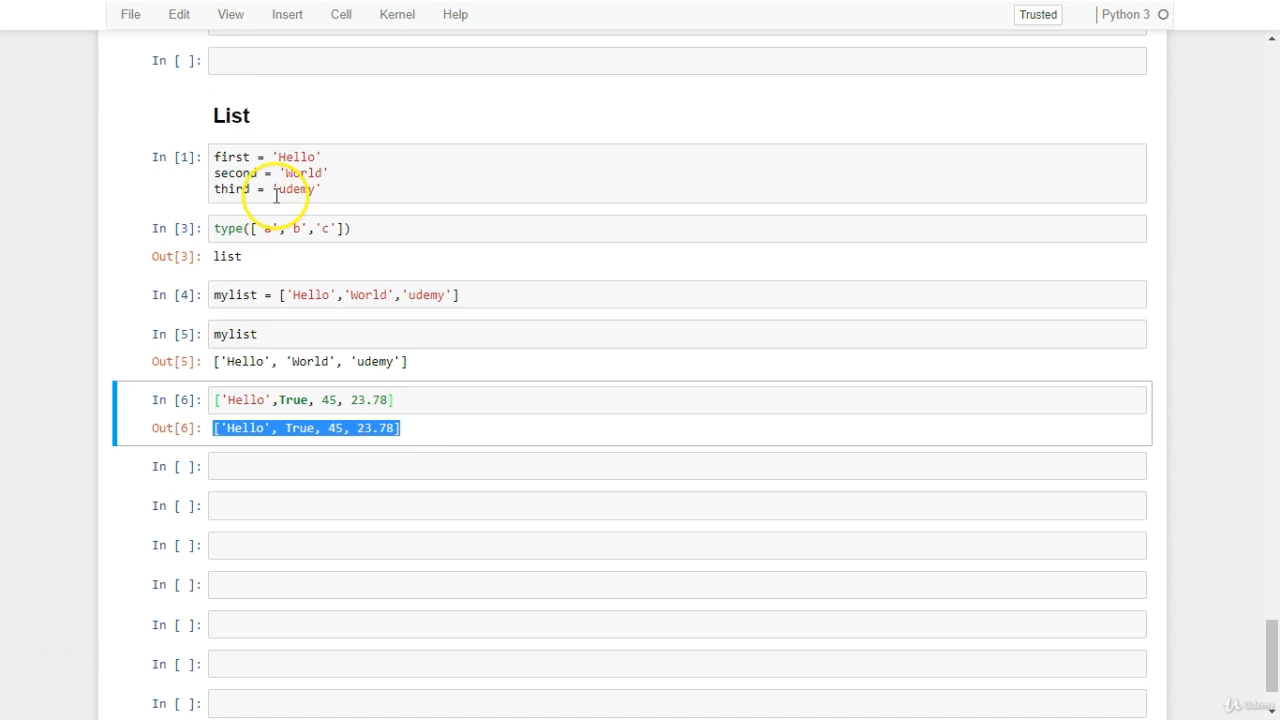 File Edit View Insert Cell Kernel Help Trusted Python 3
In [ ]:
List
In [1]: first = 'Hello'
second = 'World'
third = 'udemy'
In [3]: type(['a','b','c'])
Out[3]: list
In [4]: mylist = ['Hello','World','udemy']
In [5]: mylist
Out[5]: ['Hello', 'World', 'udemy']
In [6]: ['Hello',True, 45, 23.78]
Out[6]: ['Hello', True, 45, 23.78]
In [ ]:
In [ ]:
In [ ]:
In [ ]:
In [ ]:
In [ ]:
In [ ]:
Udemy